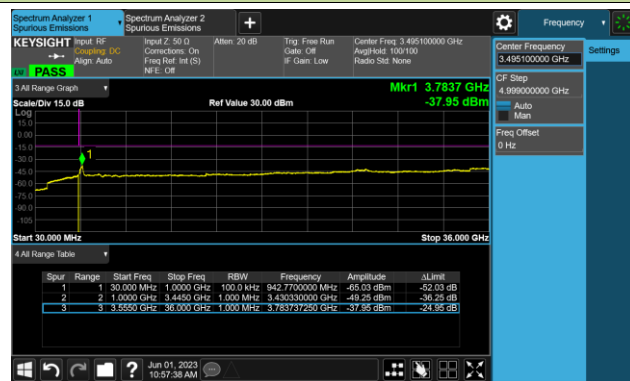 Spectrum Analyzer 1
Spurious Emissions
Spectrum Analyzer 2
Spurious Emissions
+
Frequency
KEYSIGHT
Input: RF
Coupling: DC
Align: Auto
Input Z: 50 Ω
Corrections: On
Freq Ref: Int (S)
NFE: Off
Atten: 20 dB
Trig: Free Run
Gate: Off
IF Gain: Low
Center Freq: 3.495100000 GHz
Avg|Hold: 100/100
Radio Std: None
PASS
Center Frequency
3.495100000 GHz
Settings
CF Step
4.999000000 GHz
Auto
Man
Freq Offset
0 Hz
3 All Range Graph
Mkr1 3.7837 GHz
-37.95 dBm
Scale/Div 15.0 dB
Ref Value 30.00 dBm
Log
15.0
0.00
-15.0
-30.0
-45.0
-60.0
-75.0
-90.0
-105
1
Start 30.000 MHz
Stop 36.000 GHz
4 All Range Table
Spur Range Start Freq Stop Freq RBW Frequency Amplitude ΔLimit
1 1 30.000 MHz 1.0000 GHz 100.0 kHz 942.7700000 MHz -65.03 dBm -52.03 dB
2 2 1.0000 GHz 3.4450 GHz 1.000 MHz 3.430330000 GHz -49.25 dBm -36.25 dB
3 3 3.5550 GHz 36.000 GHz 1.000 MHz 3.783737250 GHz -37.95 dBm -24.95 dB
?
Jun 01, 2023
10:57:38 AM